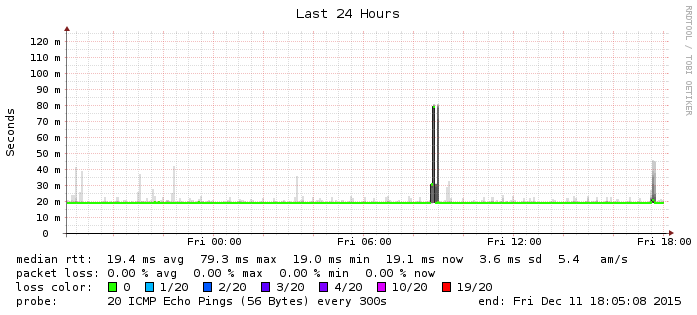 Last 24 Hours
RRDTOOL / TOBI OETIKER
Seconds
120 m
110 m
100 m
90 m
80 m
70 m
60 m
50 m
40 m
30 m
20 m
10 m
0
Fri 00:00 Fri 06:00 Fri 12:00 Fri 18:00
median rtt: 19.4 ms avg 79.3 ms max 19.0 ms min 19.1 ms now 3.6 ms sd 5.4 am/s
packet loss: 0.00 % avg 0.00 % max 0.00 % min 0.00 % now
loss color: 0 1/20 2/20 3/20 4/20 10/20 19/20
probe: 20 ICMP Echo Pings (56 Bytes) every 300s end: Fri Dec 11 18:05:08 2015